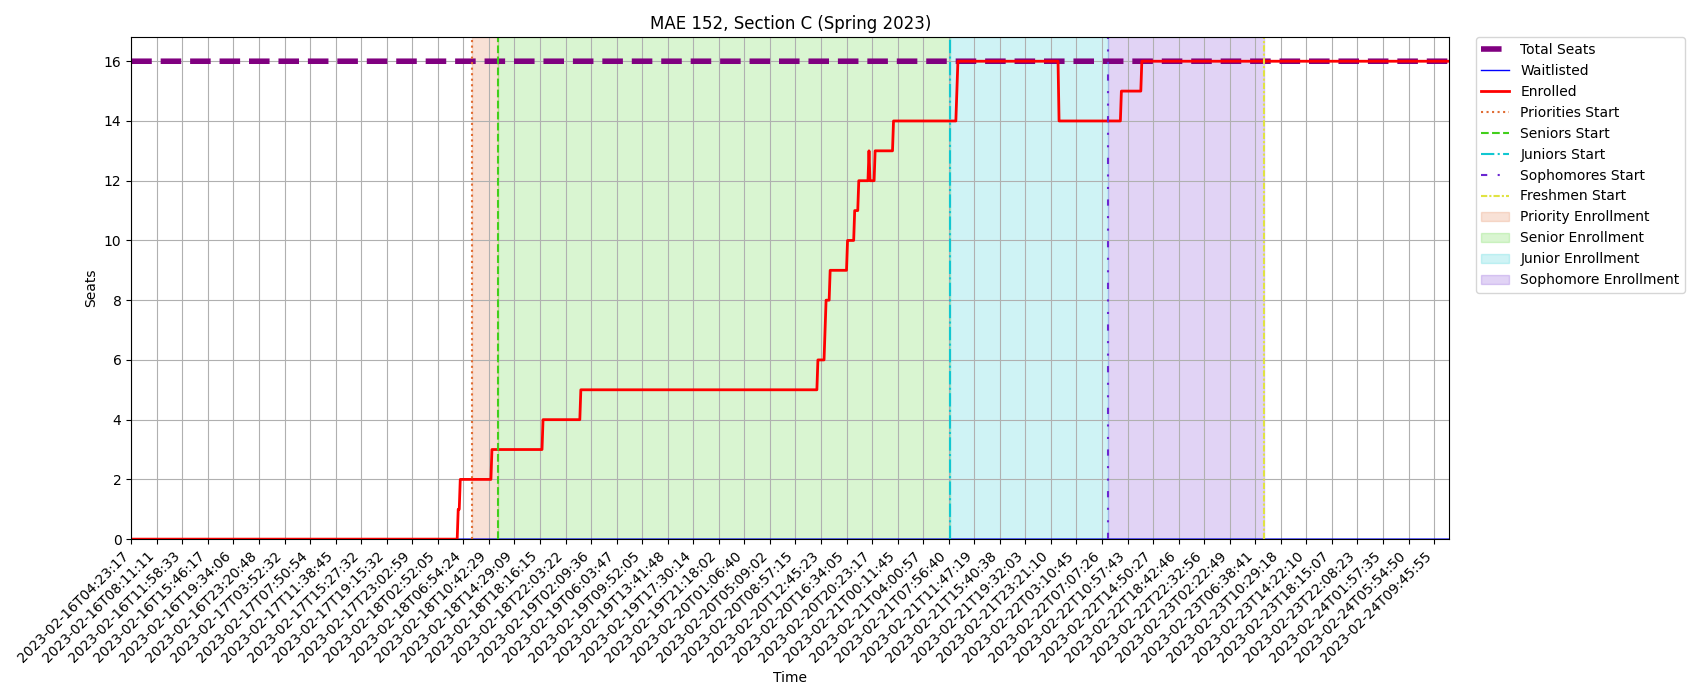 MAE 152, Section C (Spring 2023)
Seats
16
14
12
10
8
6
4
2
0
2023-02-16T04:23:17
2023-02-16T08:11:11
2023-02-16T11:58:33
2023-02-16T15:46:17
2023-02-16T19:34:06
2023-02-16T23:20:48
2023-02-17T03:52:32
2023-02-17T07:50:54
2023-02-17T11:38:45
2023-02-17T15:27:32
2023-02-17T19:15:32
2023-02-17T23:02:59
2023-02-18T02:52:05
2023-02-18T06:54:24
2023-02-18T10:42:29
2023-02-18T14:29:09
2023-02-18T18:16:15
2023-02-18T22:03:22
2023-02-19T02:09:36
2023-02-19T06:03:47
2023-02-19T09:52:05
2023-02-19T13:41:48
2023-02-19T17:30:14
2023-02-19T21:18:02
2023-02-20T01:06:40
2023-02-20T05:09:02
2023-02-20T08:57:15
2023-02-20T12:45:23
2023-02-20T16:34:05
2023-02-20T20:23:17
2023-02-21T00:11:45
2023-02-21T04:00:57
2023-02-21T07:56:40
2023-02-21T11:47:19
2023-02-21T15:40:38
2023-02-21T19:32:03
2023-02-21T23:21:10
2023-02-22T03:10:45
2023-02-22T07:07:26
2023-02-22T10:57:43
2023-02-22T14:50:27
2023-02-22T18:42:46
2023-02-22T22:32:56
2023-02-23T02:22:49
2023-02-23T06:38:41
2023-02-23T10:29:18
2023-02-23T14:22:10
2023-02-23T18:15:07
2023-02-23T22:08:23
2023-02-24T01:57:35
2023-02-24T05:54:50
2023-02-24T09:45:55
Time
Total Seats
Waitlisted
Enrolled
Priorities Start
Seniors Start
Juniors Start
Sophomores Start
Freshmen Start
Priority Enrollment
Senior Enrollment
Junior Enrollment
Sophomore Enrollment